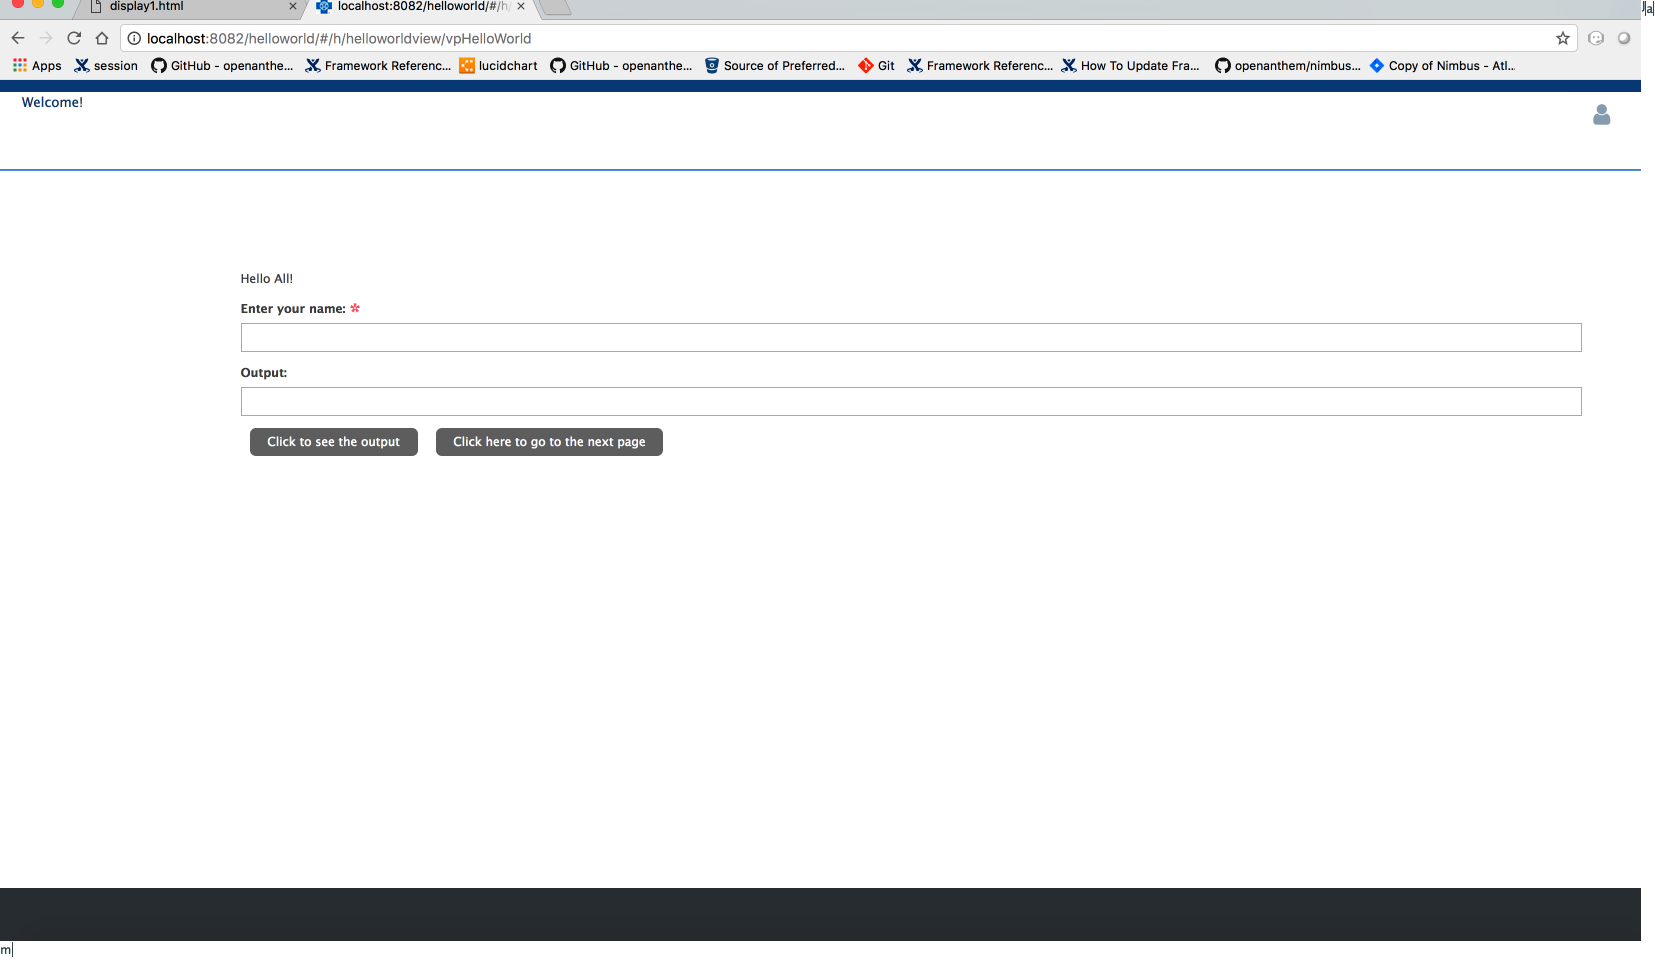 display1.html × localhost:8082/helloworld/#/h/ ×
localhost:8082/helloworld/#/h/helloworldview/vpHelloWorld
Apps session GitHub - openanthe... Framework Referenc... lucidchart GitHub - openanthe... Source of Preferred... Git Framework Referenc... How To Update Fra... openanthem/nimbus... Copy of Nimbus - Atl...
Welcome!
Hello All!
Enter your name: *
Output:
Click to see the output Click here to go to the next page
m